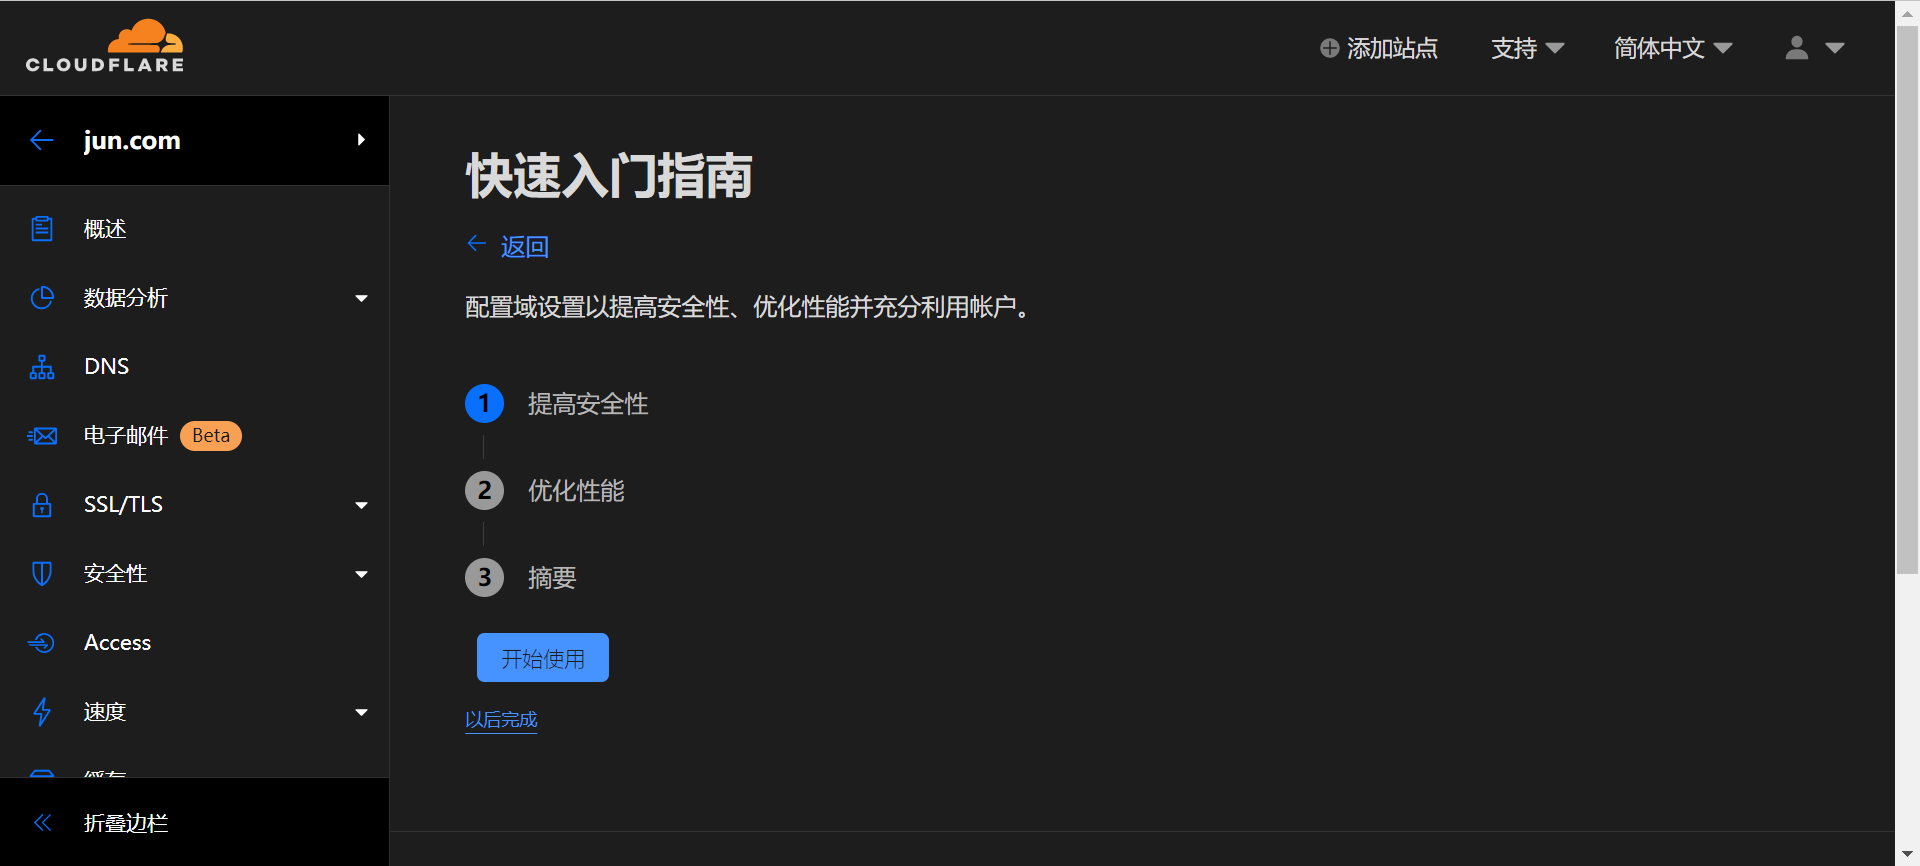 CLOUDFLARE
添加站点 支持 简体中文
jun.com
概述
数据分析
DNS
电子邮件 Beta
SSL/TLS
安全性
Access
速度
折叠边栏
快速入门指南
返回
配置域设置以提高安全性、优化性能并充分利用帐户。
1 提高安全性
2 优化性能
3 摘要
开始使用
以后完成